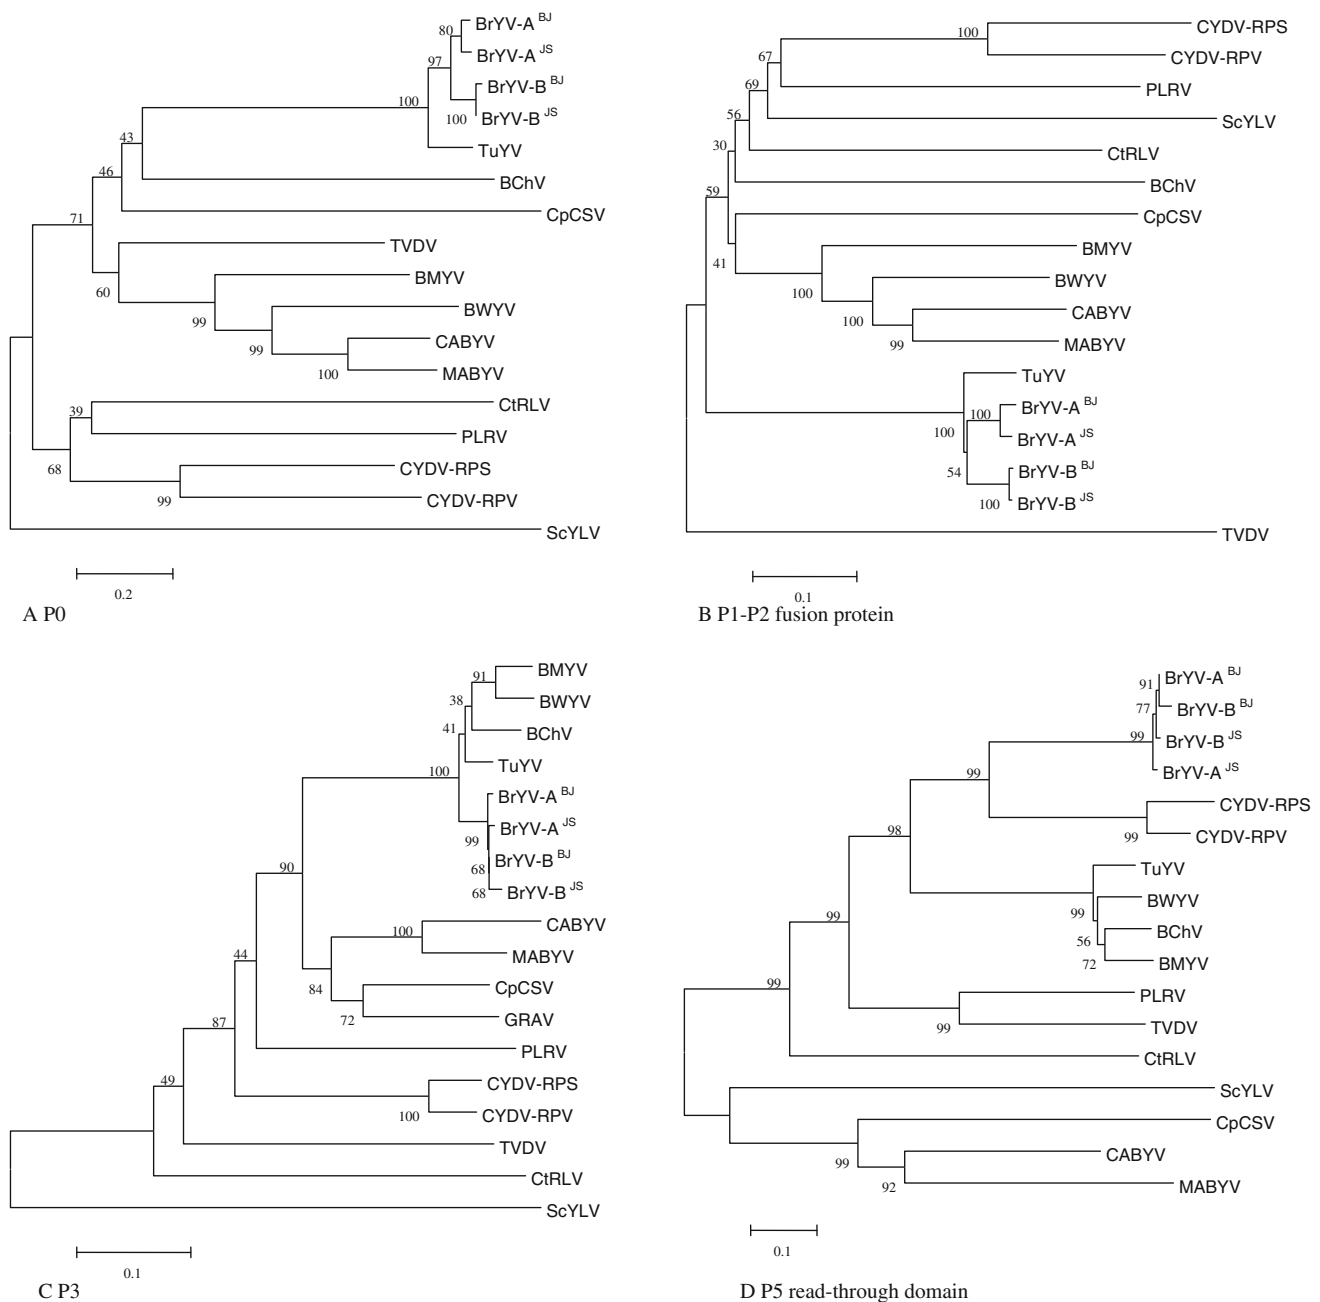 80
BrYV-A BJ
BrYV-A JS
97
BrYV-B BJ
100
BrYV-B JS
100
TuYV
43
BChV
46
CpCSV
71
TVDV
60
BMYV
99
BWYV
99
CABYV
100
MABYV
39
CtRLV
PLRV
68
CYDV-RPS
99
CYDV-RPV
ScYLV
0.2
A P0
100
CYDV-RPS
CYDV-RPV
67
PLRV
69
ScYLV
56
CtRLV
30
BChV
59
CpCSV
41
BMYV
100
BWYV
100
CABYV
99
MABYV
TuYV
100
BrYV-A BJ
100
BrYV-A JS
54
BrYV-B BJ
100
BrYV-B JS
TVDV
0.1
B P1-P2 fusion protein
91
BMYV
BWYV
38
BChV
41
TuYV
100
BrYV-A BJ
BrYV-A JS
99
BrYV-B BJ
68
BrYV-B JS
68
90
CABYV
100
MABYV
44
84
CpCSV
72
GRAV
87
PLRV
CYDV-RPS
100
CYDV-RPV
49
TVDV
CtRLV
ScYLV
0.1
C P3
91
BrYV-A BJ
77
BrYV-B BJ
99
BrYV-B JS
BrYV-A JS
99
CYDV-RPS
99
CYDV-RPV
98
TuYV
99
BWYV
56
BChV
72
BMYV
99
PLRV
99
TVDV
99
CtRLV
ScYLV
CpCSV
99
CABYV
92
MABYV
0.1
D P5 read-through domain